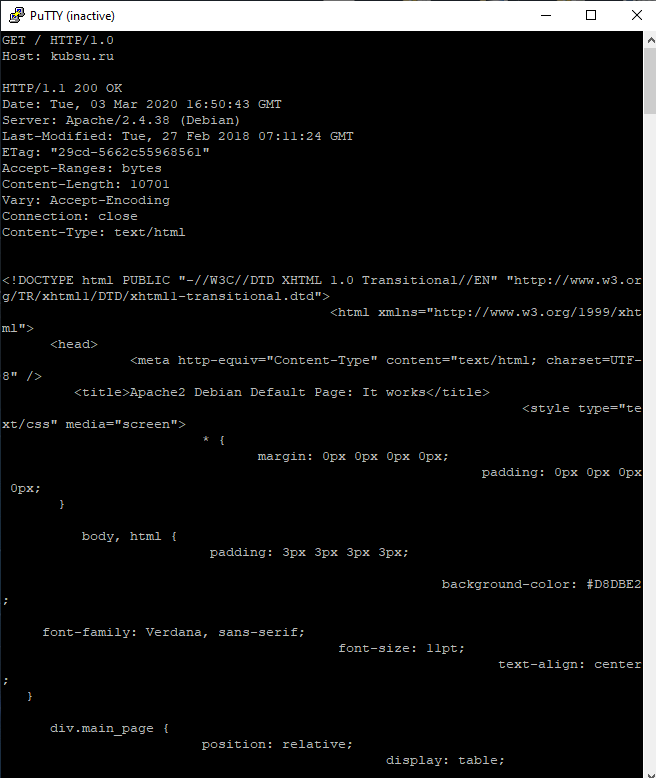 PuTTY (inactive)
GET / HTTP/1.0
Host: kubsu.ru
HTTP/1.1 200 OK
Date: Tue, 03 Mar 2020 16:50:43 GMT
Server: Apache/2.4.38 (Debian)
Last-Modified: Tue, 27 Feb 2018 07:11:24 GMT
ETag: "29cd-5662c55968561"
Accept-Ranges: bytes
Content-Length: 10701
Vary: Accept-Encoding
Connection: close
Content-Type: text/html
<!DOCTYPE html PUBLIC "-//W3C//DTD XHTML 1.0 Transitional//EN" "http://www.w3.or
g/TR/xhtml1/DTD/xhtml1-transitional.dtd">
<html xmlns="http://www.w3.org/1999/xht
ml">
<head>
<meta http-equiv="Content-Type" content="text/html; charset=UTF-
8" />
<title>Apache2 Debian Default Page: It works</title>
<style type="te
xt/css" media="screen">
* {
margin: 0px 0px 0px 0px;
padding: 0px 0px 0px
0px;
}
body, html {
padding: 3px 3px 3px 3px;
background-color: #D8DBE2
;
font-family: Verdana, sans-serif;
font-size: 11pt;
text-align: center
;
}
div.main_page {
position: relative;
display: table;